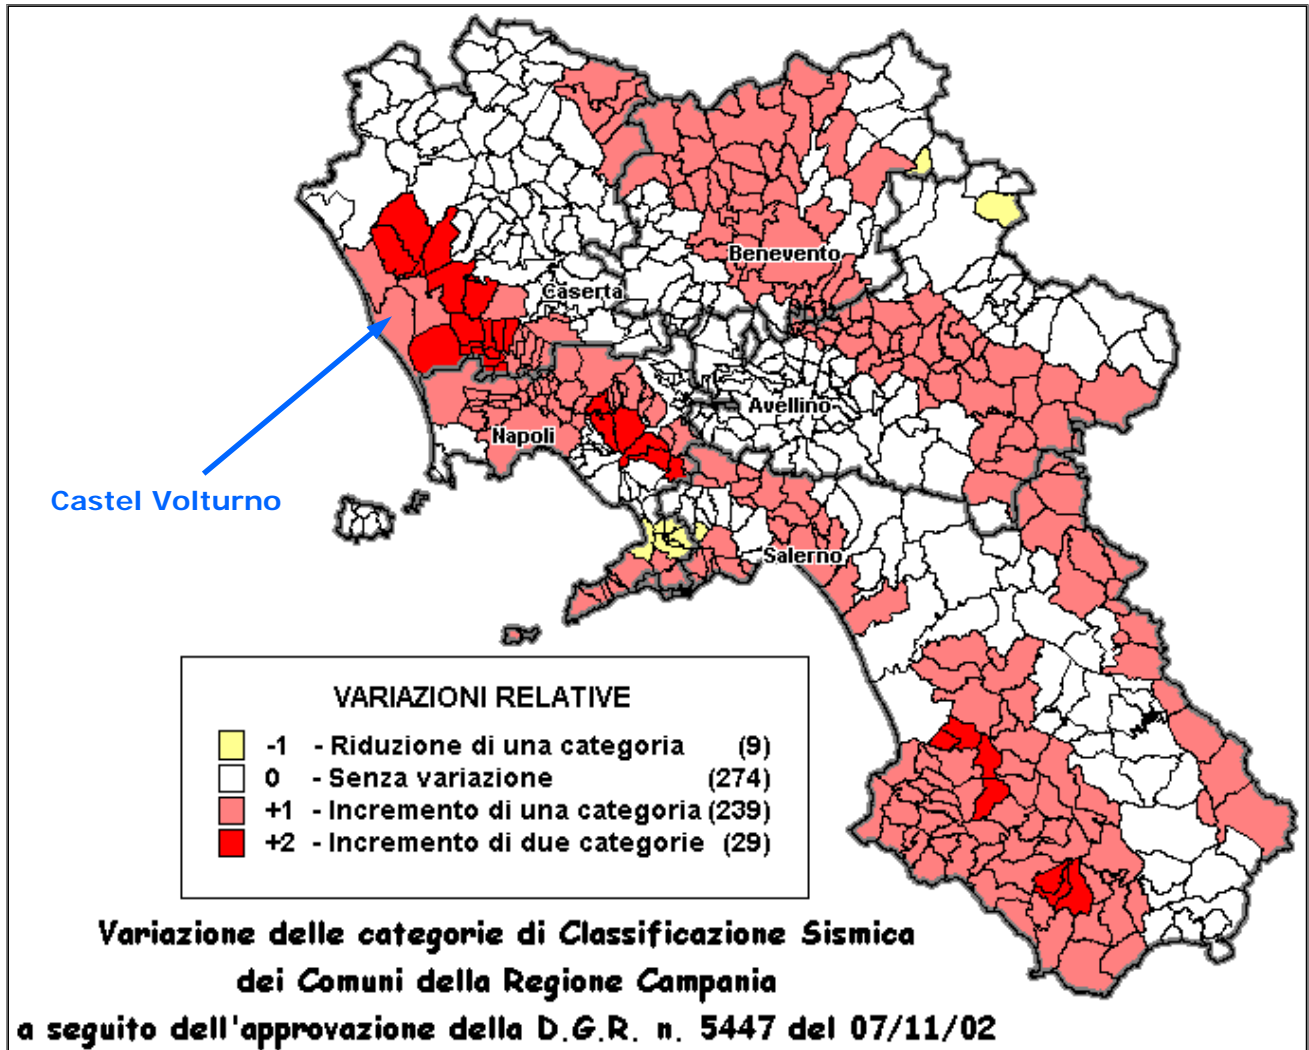 Benevento
Caserta
Avellino
Napoli
Castel Volturno
Salerno
VARIAZIONI RELATIVE
-1 - Riduzione di una categoria (9)
0 - Senza variazione (274)
+1 - Incremento di una categoria (239)
+2 - Incremento di due categorie (29)
Variazione delle categorie di Classificazione Sismica
dei Comuni della Regione Campania
a seguito dell'approvazione della D.G.R. n. 5447 del 07/11/02